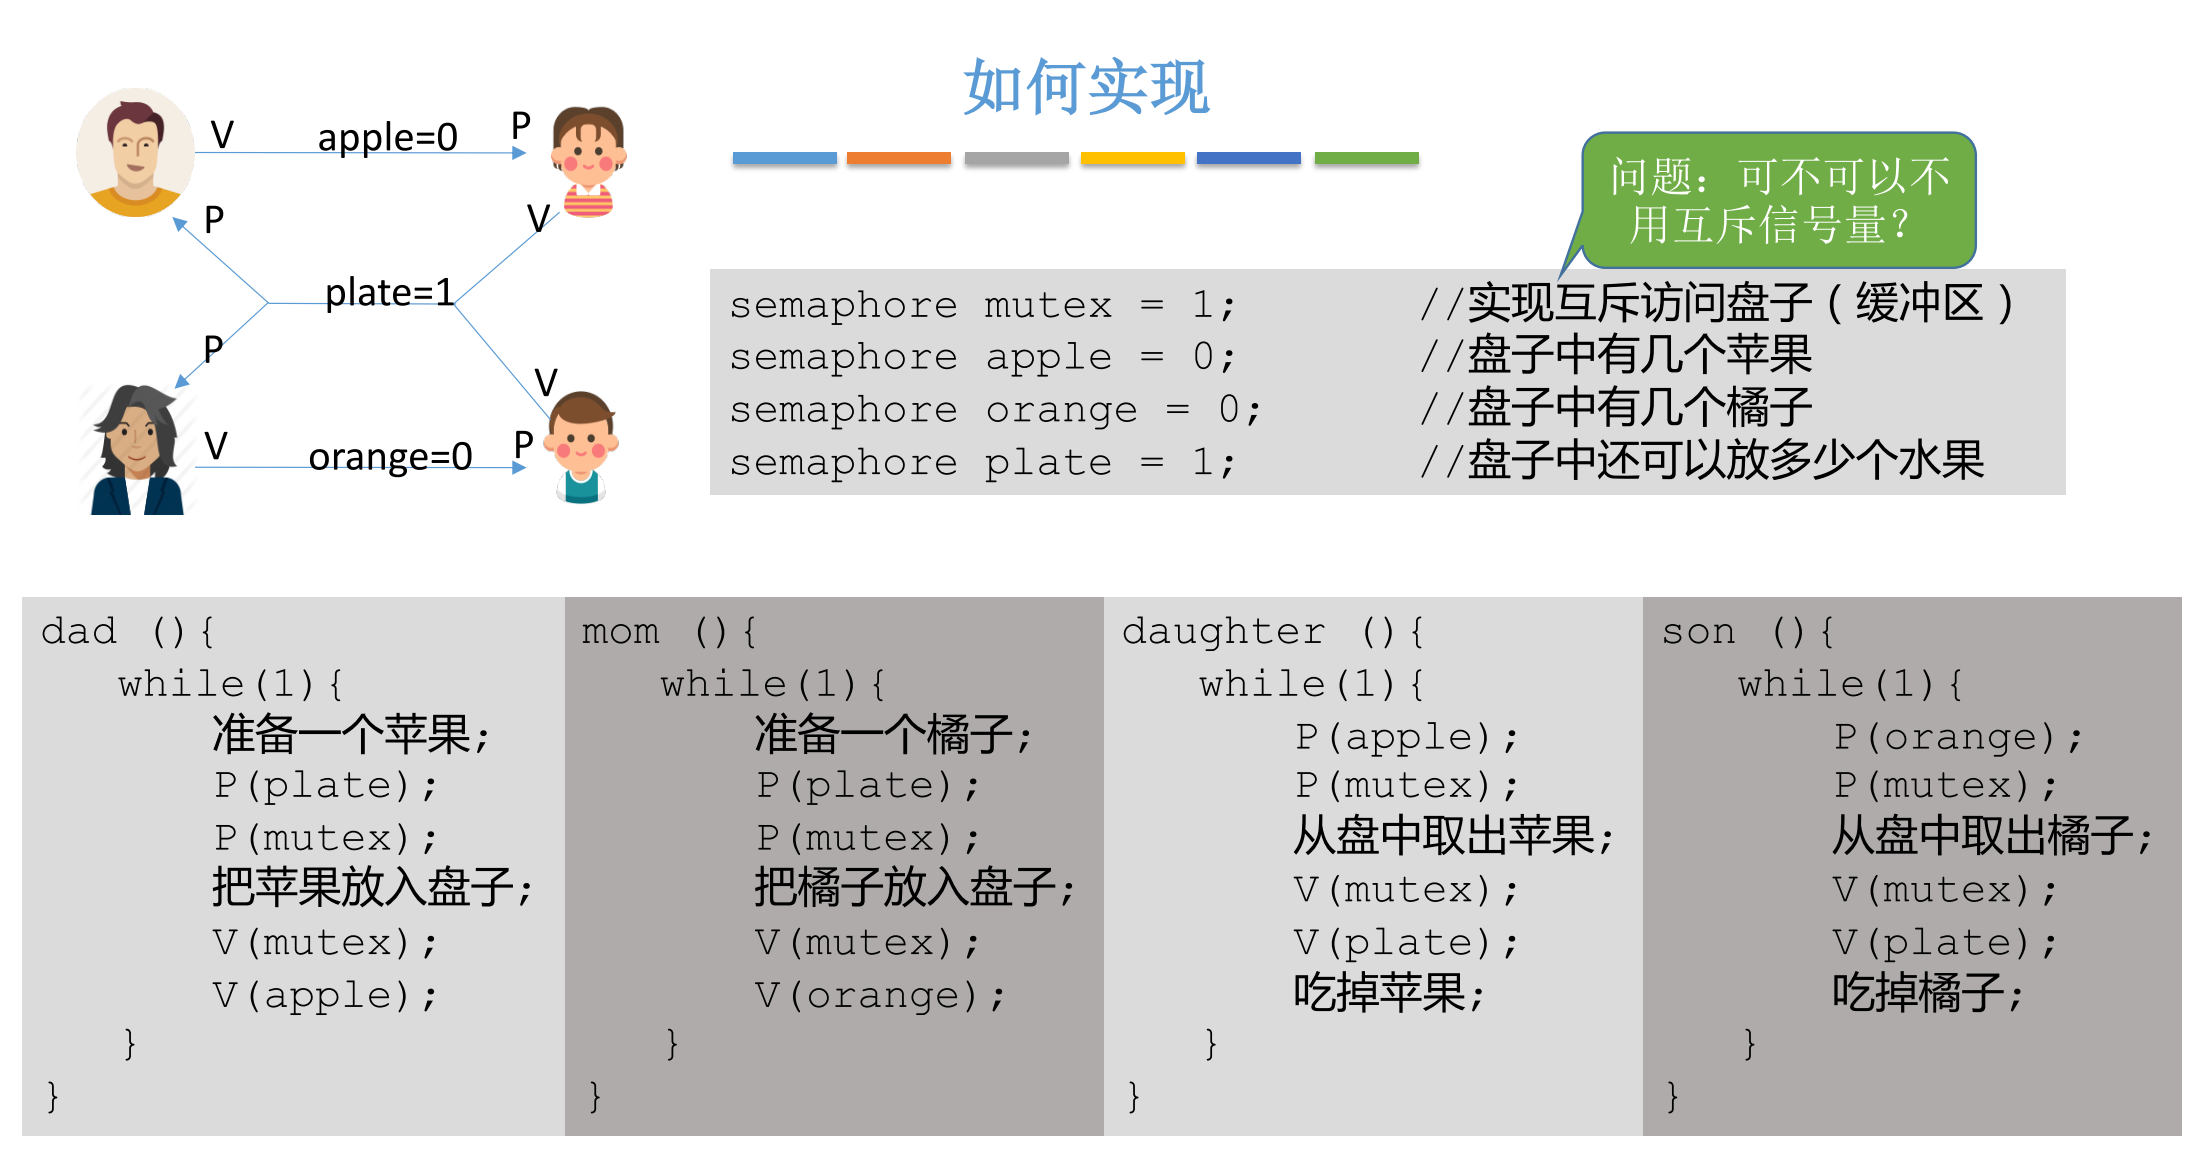 如何实现
V apple=0 P
P V
plate=1
P V
V orange=0 P
问题：可不可以不
用互斥信号量？
semaphore mutex = 1; //实现互斥访问盘子（缓冲区）
semaphore apple = 0; //盘子中有几个苹果
semaphore orange = 0; //盘子中有几个橘子
semaphore plate = 1; //盘子中还可以放多少个水果
dad (){
while(1){
准备一个苹果;
P(plate);
P(mutex);
把苹果放入盘子;
V(mutex);
V(apple);
}
}
mom (){
while(1){
准备一个橘子;
P(plate);
P(mutex);
把橘子放入盘子;
V(mutex);
V(orange);
}
}
daughter (){
while(1){
P(apple);
P(mutex);
从盘中取出苹果;
V(mutex);
V(plate);
吃掉苹果;
}
}
son (){
while(1){
P(orange);
P(mutex);
从盘中取出橘子;
V(mutex);
V(plate);
吃掉橘子;
}
}